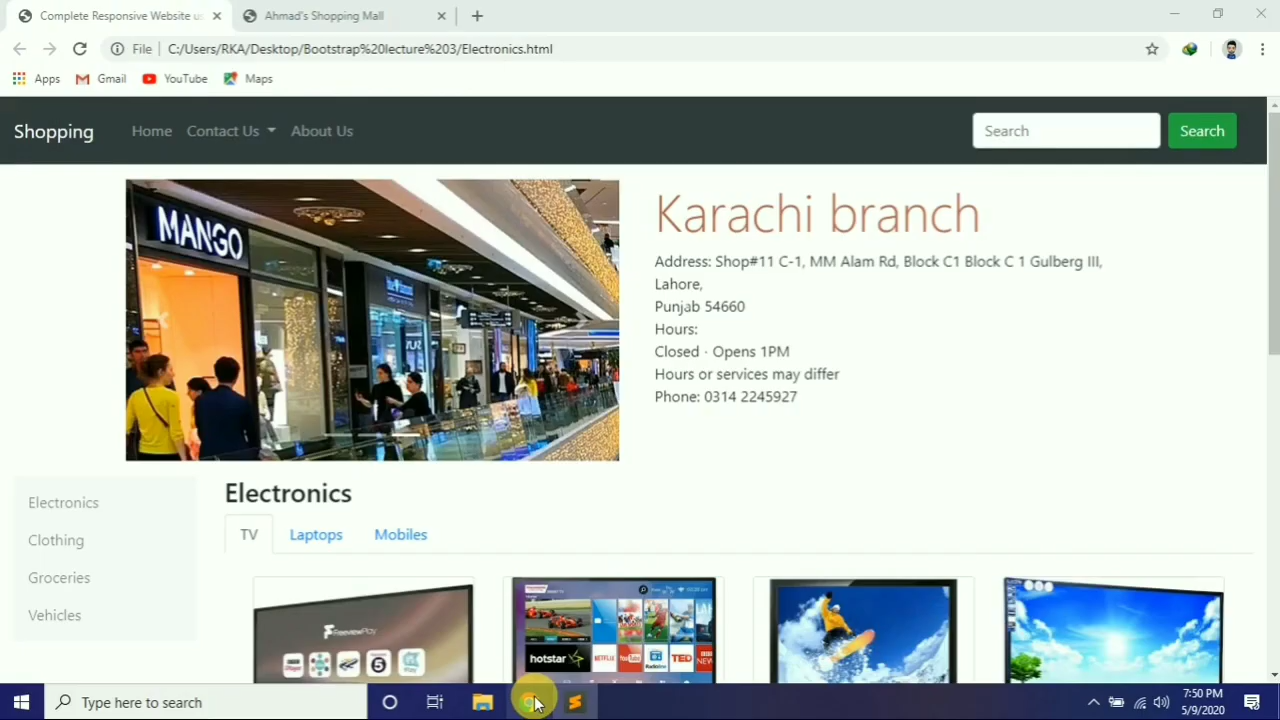 Complete Responsive Website us
Ahmad's Shopping Mall
File
C:/Users/RKA/Desktop/Bootstrap%20lecture%203/Electronics.html
Apps
Gmail
YouTube
Maps
Shopping
Home
Contact Us
About Us
Search
Search
MANGO
Karachi branch
Address: Shop#11 C-1, MM Alam Rd, Block C1 Block C 1 Gulberg III,
Lahore,
Punjab 54660
Hours:
Closed · Opens 1PM
Hours or services may differ
Phone: 0314 2245927
Electronics
Clothing
Groceries
Vehicles
Electronics
TV
Laptops
Mobiles
FreeviewPlay
hotstar
NETFLIX
YouTube
TED
Type here to search
7:50 PM
5/9/2020